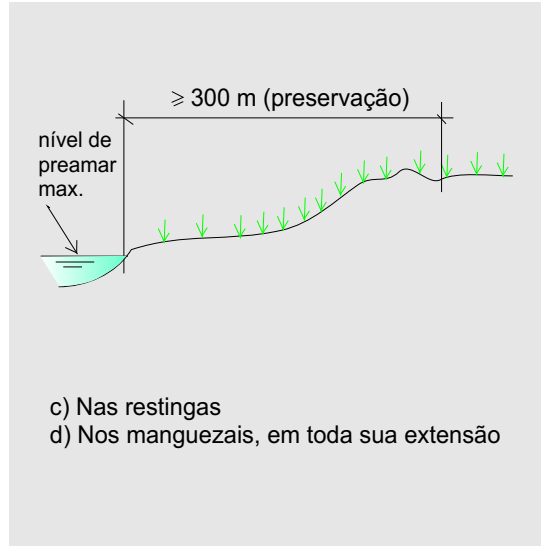 ⩾ 300 m (preservação)
nível de
preamar
max.
c) Nas restingas
d) Nos manguezais, em toda sua extensão